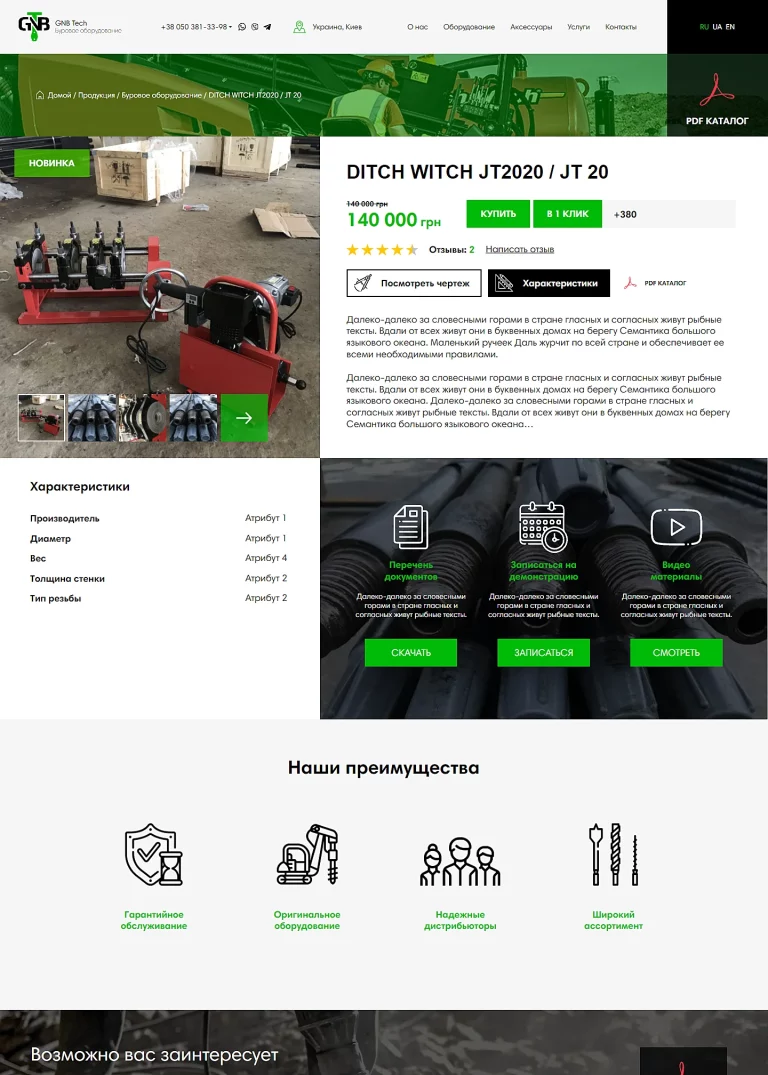 GNB
GNB Tech
Буровое оборудование
+38 050 381-33-98
Украина, Киев
О нас
Оборудование
Аксессуары
Услуги
Контакты
RU UA EN
Домой / Продукция / Буровое оборудование / DITCH WITCH JT2020 / JT 20
PDF КАТАЛОГ
НОВИНКА
DITCH WITCH JT2020 / JT 20
140 000 грн
140 000 грн
КУПИТЬ
В 1 КЛИК
+380
Отзывы: 2
Написать отзыв
Посмотреть чертеж
Характеристики
PDF КАТАЛОГ
Далеко-далеко за словесными горами в стране гласных и согласных живут рыбные
тексты. Вдали от всех живут они в буквенных домах на берегу Семантика большого
языкового океана. Маленький ручеек Даль журчит по всей стране и обеспечивает ее
всеми необходимыми правилами.
Далеко-далеко за словесными горами в стране гласных и согласных живут рыбные
тексты. Вдали от всех живут они в буквенных домах на берегу Семантика большого
языкового океана. Далеко-далеко за словесными горами в стране гласных и
согласных живут рыбные тексты. Вдали от всех живут они в буквенных домах на берегу
Семантика большого языкового океана...
Характеристики
Производитель Атрибут 1
Диаметр Атрибут 1
Вес Атрибут 4
Толщина стенки Атрибут 2
Тип резьбы Атрибут 2
Перечень
документов
Далеко-далеко за словесными
горами в стране гласных и
согласных живут рыбные тексты.
СКАЧАТЬ
Записаться на
демонстрацию
Далеко-далеко за словесными
горами в стране гласных и
согласных живут рыбные тексты.
ЗАПИСАТЬСЯ
Видео
материалы
Далеко-далеко за словесными
горами в стране гласных и
согласных живут рыбные тексты.
СМОТРЕТЬ
Наши преимущества
Гарантийное
обслуживание
Оригинальное
оборудование
Надежные
дистрибьюторы
Широкий
ассортимент
Возможно вас заинтересует